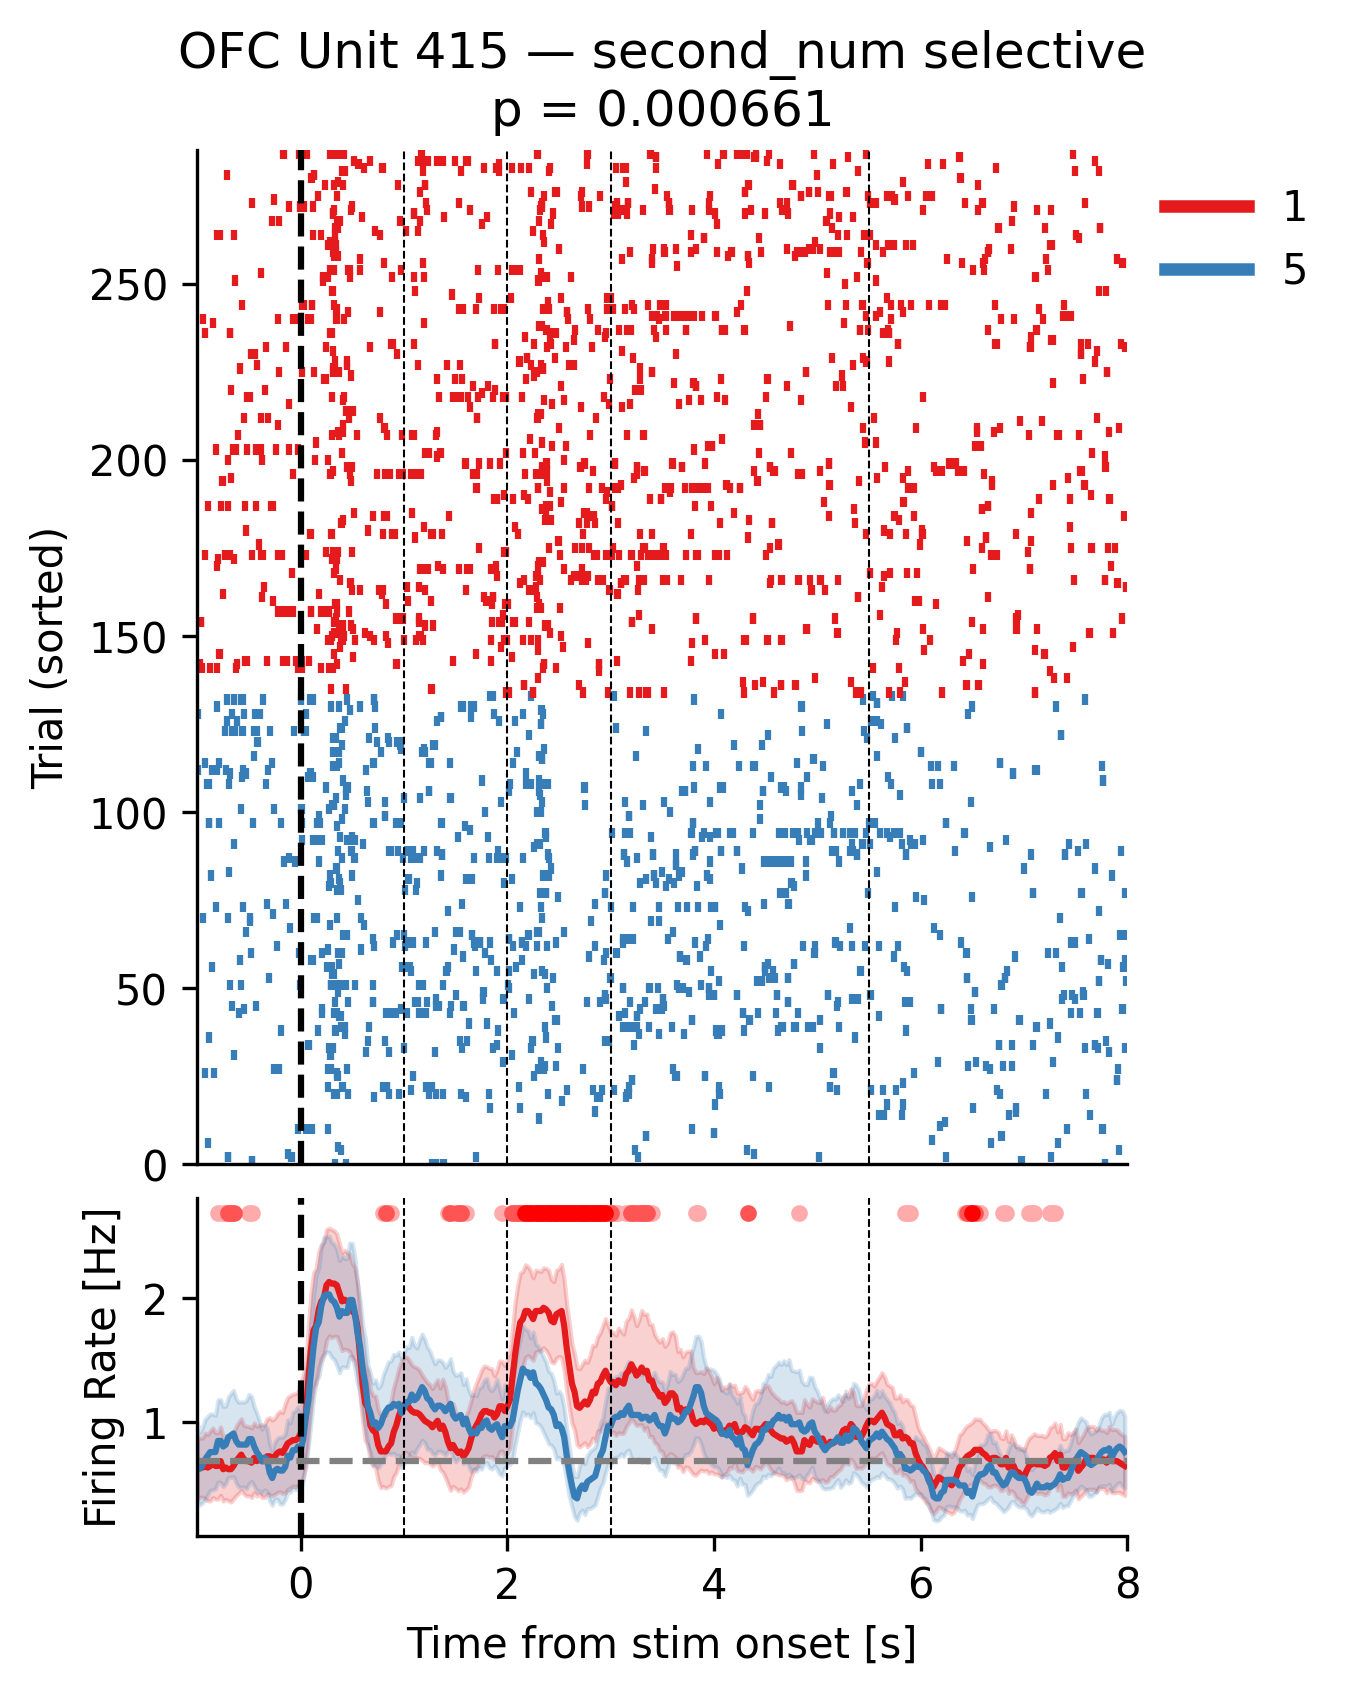 OFC Unit 415 — second_num selective
p = 0.000661
1
5
250
200
150
100
50
0
Trial (sorted)
2
1
Firing Rate [Hz]
0 2 4 6 8
Time from stim onset [s]